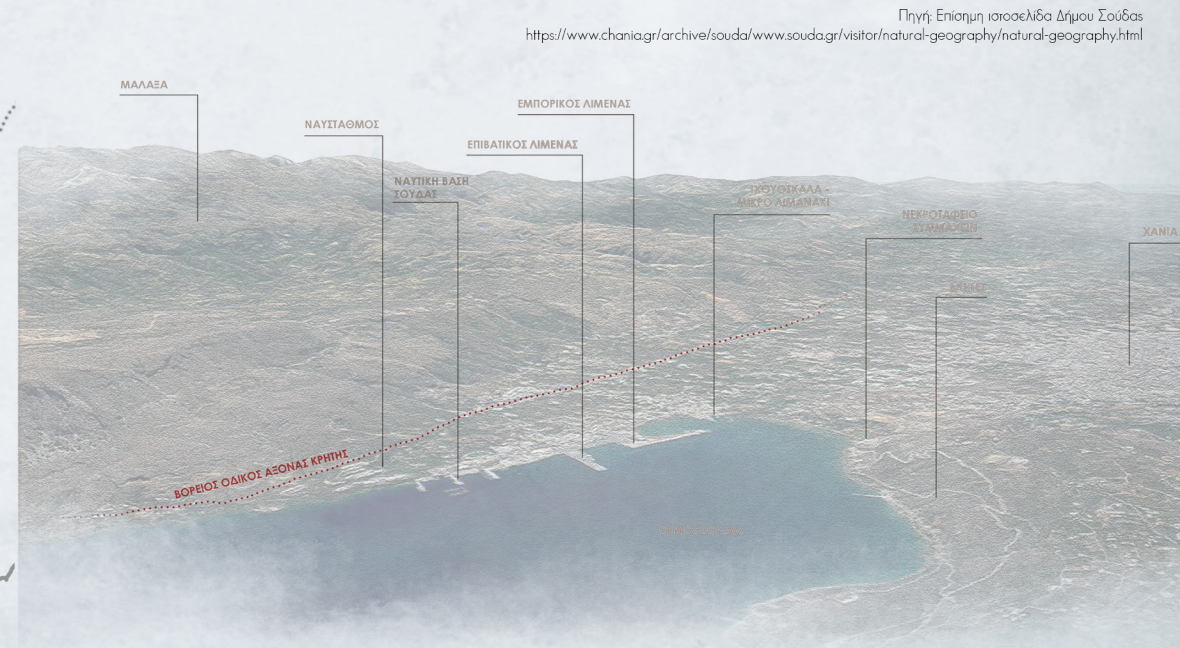 Πηγή: Επίσημη ιστοσελίδα Δήμου Σούδας
https://www.chania.gr/archive/souda/www.souda.gr/visitor/natural-geography/natural-geography.html
ΜΑΛΑΞΑ
ΕΜΠΟΡΙΚΟΣ ΛΙΜΕΝΑΣ
ΝΑΥΣΤΑΘΜΟΣ
ΕΠΙΒΑΤΙΚΟΣ ΛΙΜΕΝΑΣ
ΝΑΥΤΙΚΗ ΒΑΣΗ
ΣΟΥΔΑΣ
ΙΧΘΥΟΣΚΑΛΑ -
ΜΙΚΡΟ ΛΙΜΑΝΑΚΙ
ΝΕΚΡΟΤΑΦΕΙΟ
ΣΥΜΜΑΧΩΝ
ΧΑΝΙΑ
ΒΟΡΕΙΟΣ ΟΔΙΚΟΣ ΑΞΟΝΑΣ ΚΡΗΤΗΣ